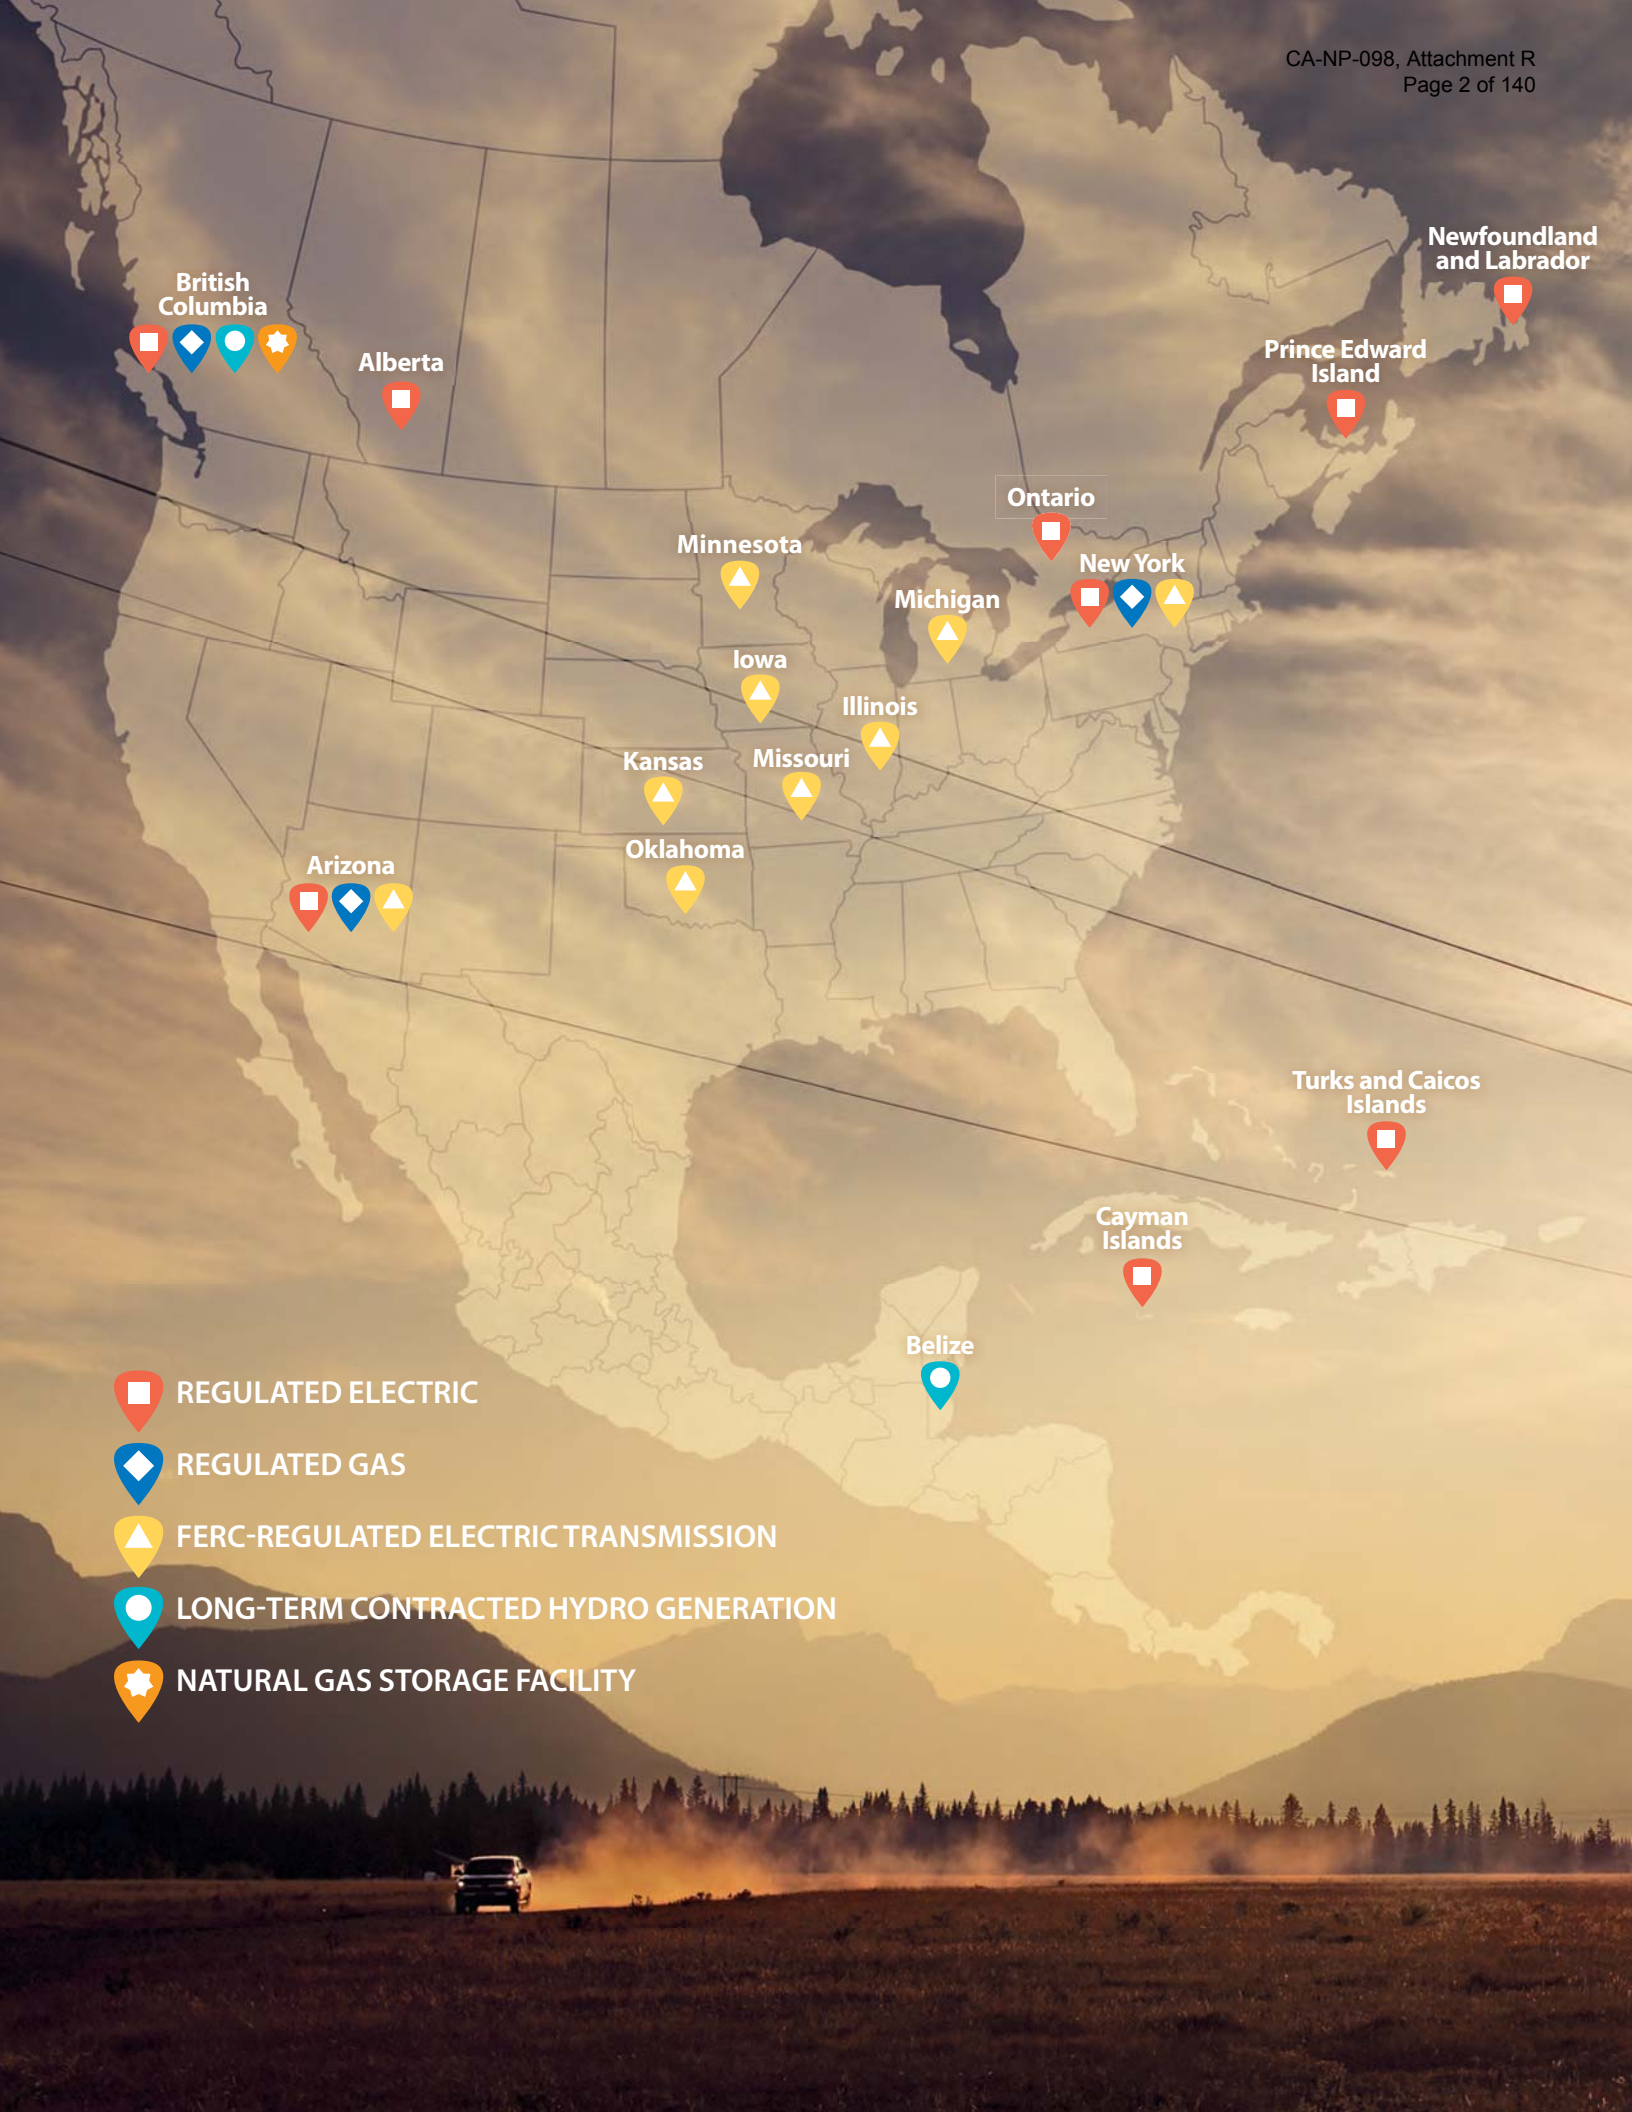 CA-NP-098, Attachment R
Page 2 of 140
Newfoundland
and Labrador
British
Columbia
Prince Edward
Island
Alberta
Ontario
Minnesota
New York
Michigan
Iowa
Illinois
Kansas
Missouri
Oklahoma
Arizona
Turks and Caicos
Islands
Cayman
Islands
Belize
REGULATED ELECTRIC
REGULATED GAS
FERC-REGULATED ELECTRIC TRANSMISSION
LONG-TERM CONTRACTED HYDRO GENERATION
NATURAL GAS STORAGE FACILITY